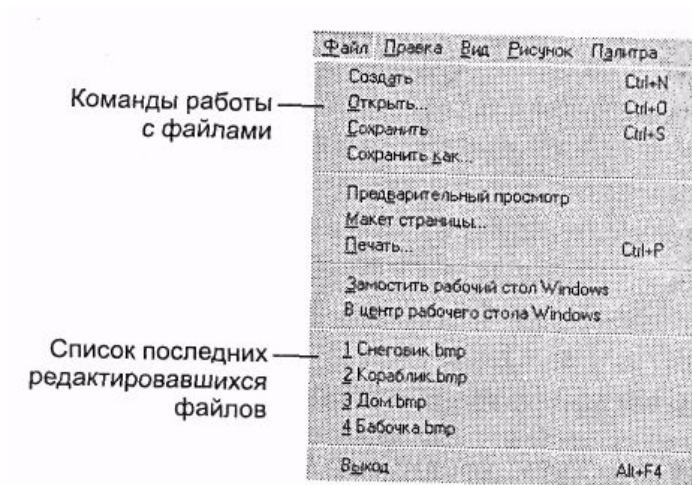 Файл Правка Вид Рисунок Палитра
Создать Ctrl+N
Открыть... Ctrl+O
Сохранить Ctrl+S
Сохранить как...
Предварительный просмотр
Макет страницы...
Печать... Ctrl+P
Замостить рабочий стол Windows
В центр рабочего стола Windows
1 Снеговик.bmp
2 Кораблик.bmp
3 Дом.bmp
4 Бабочка.bmp
Выход Alt+F4
Команды работы
с файлами
Список последних
редактировавшихся
файлов